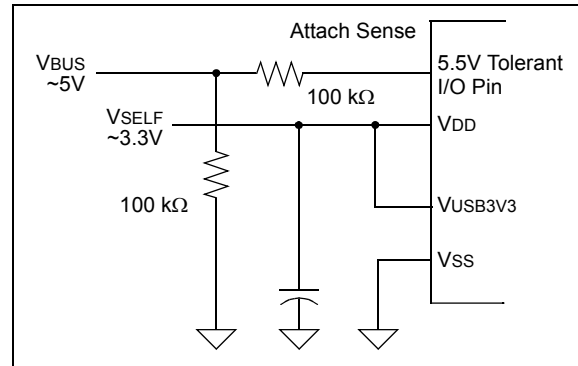 Attach Sense
VBUS
~5V
5.5V Tolerant
I/O Pin
100 kΩ
VSELF
~3.3V
VDD
100 kΩ
VUSB3V3
VSS